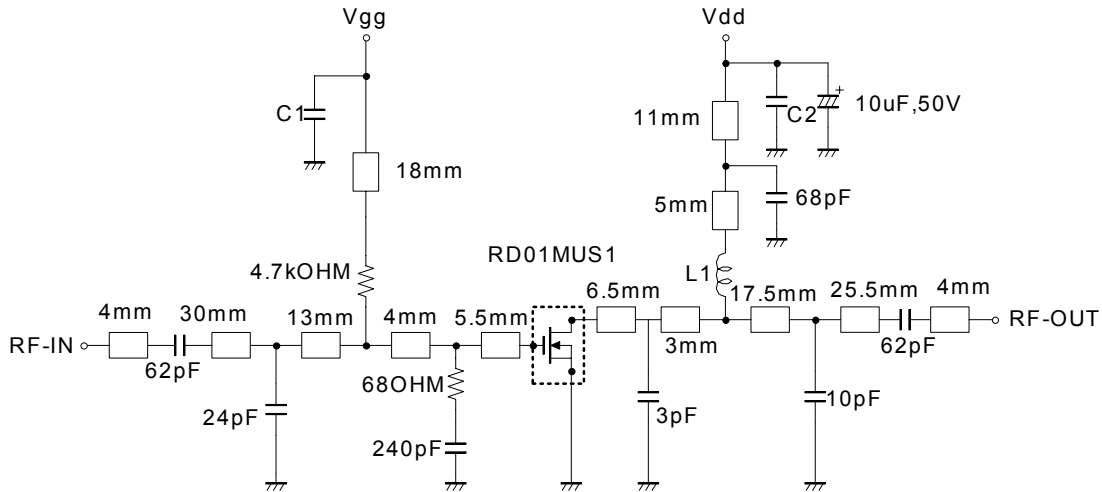 Vgg
Vdd
C1
C2
10uF,50V
+
11mm
18mm
68pF
5mm
RD01MUS1
L1
4.7kOHM
6.5mm
17.5mm
25.5mm
4mm
4mm
30mm
13mm
4mm
5.5mm
3mm
RF-IN
RF-OUT
62pF
62pF
68OHM
24pF
3pF
10pF
240pF